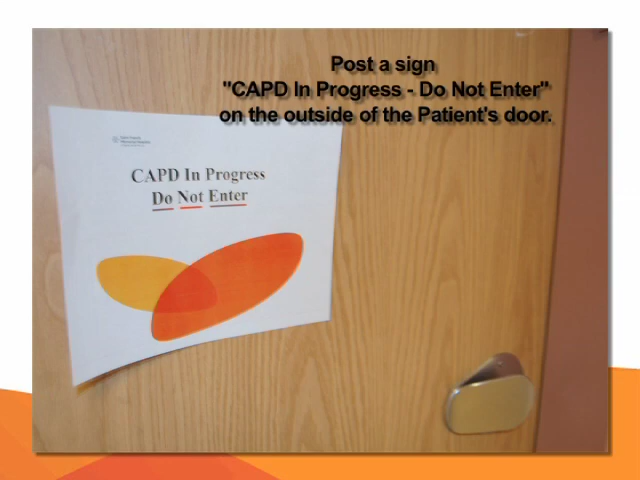 Post a sign
"CAPD In Progress - Do Not Enter"
on the outside of the Patient's door.
CAPD In Progress
Do Not Enter